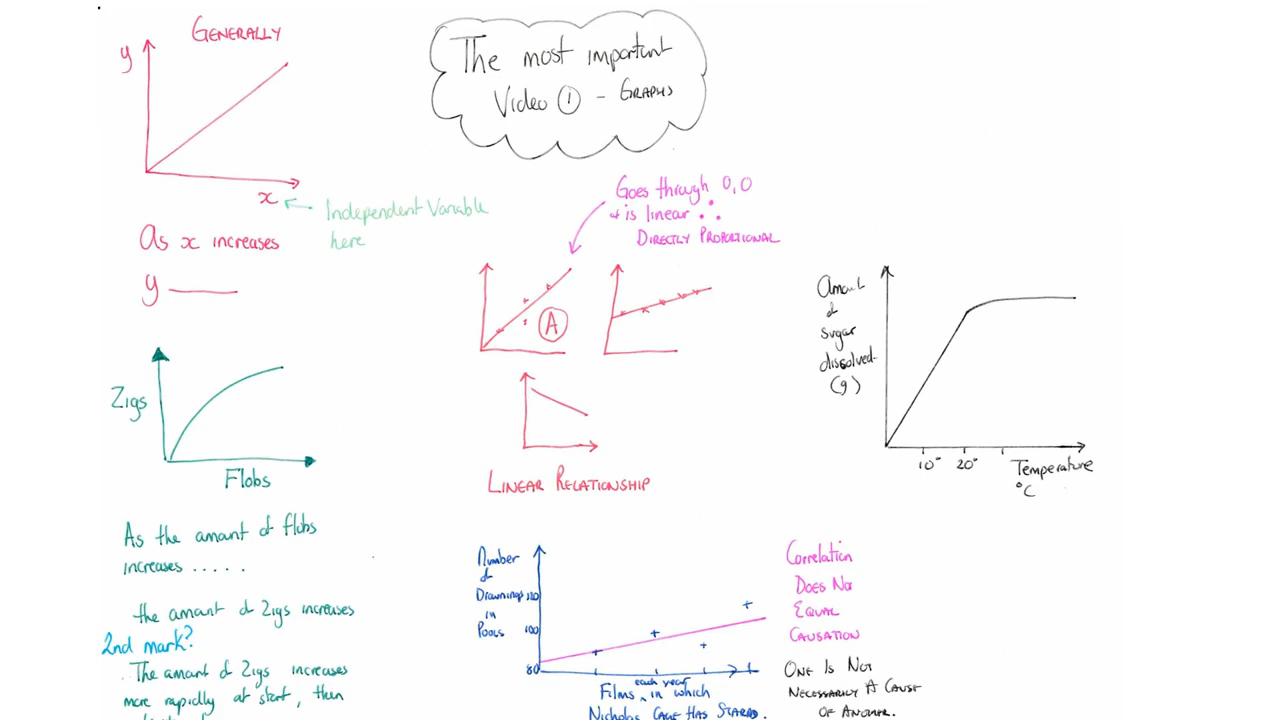 The most important
Video ① - GRAPHS
GENERALLY
y
x
Independent Variable
here
As x increases
y
Zigs
Flobs
As the amount of flobs
increases .....
the amount of Zigs increases
2nd mark?
The amount of Zigs increases
more rapidly at start, then
Goes through 0,0
+ is linear ∴
DIRECTLY PROPORTIONAL
A
LINEAR RELATIONSHIP
Amount
of
sugar
dissolved
(g)
10° 20°
Temperature
°C
Number
of
Drownings
in
Pools
120
100
80
each year
Films ^ in which
Nicholas CAGE HAS STARRED.
Correlation
DOES NOT
EQUAL
CAUSATION
ONE IS NOT
NECESSARILY A CAUSE
OF ANOTHER.